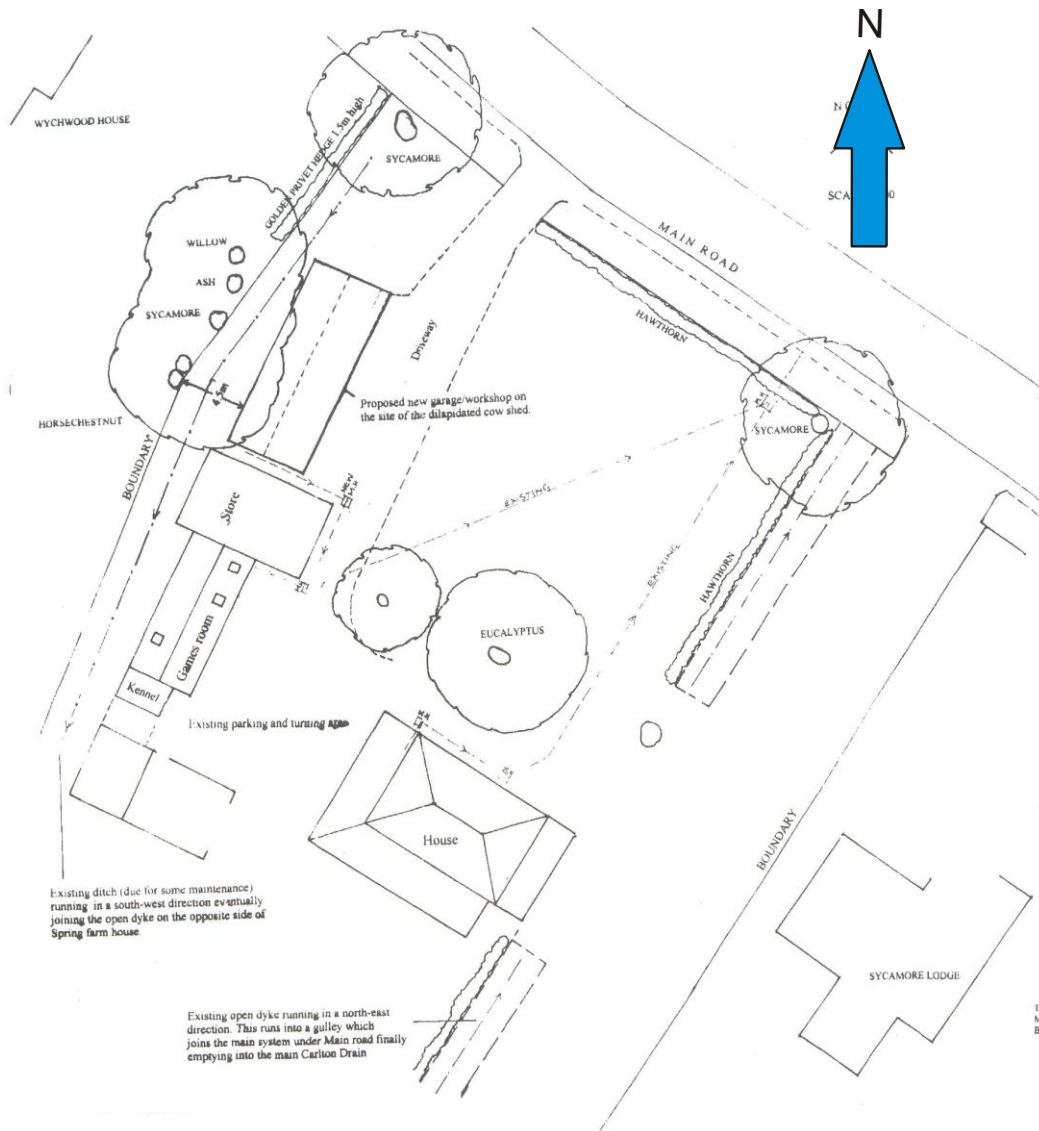 N
WYCHWOOD HOUSE
GOLDEN PRIVET HEDGE 1.5m high
SYCAMORE
MAIN ROAD
WILLOW
ASH
SYCAMORE
HAWTHORN
Driveway
4.5m
Proposed new garage/workshop on
the site of the dilapidated cow shed.
HORSECHESTNUT
BOUNDARY
SYCAMORE
Store
NEW
EXISTING
EXISTING
HAWTHORN
Games room
EUCALYPTUS
Kennel
Existing parking and turning area
House
BOUNDARY
Existing ditch (due for some maintenance)
running in a south-west direction eventually
joining the open dyke on the opposite side of
Spring farm house.
SYCAMORE LODGE
Existing open dyke running in a north-east
direction. This runs into a gulley which
joins the main system under Main road finally
emptying into the main Carlton Drain